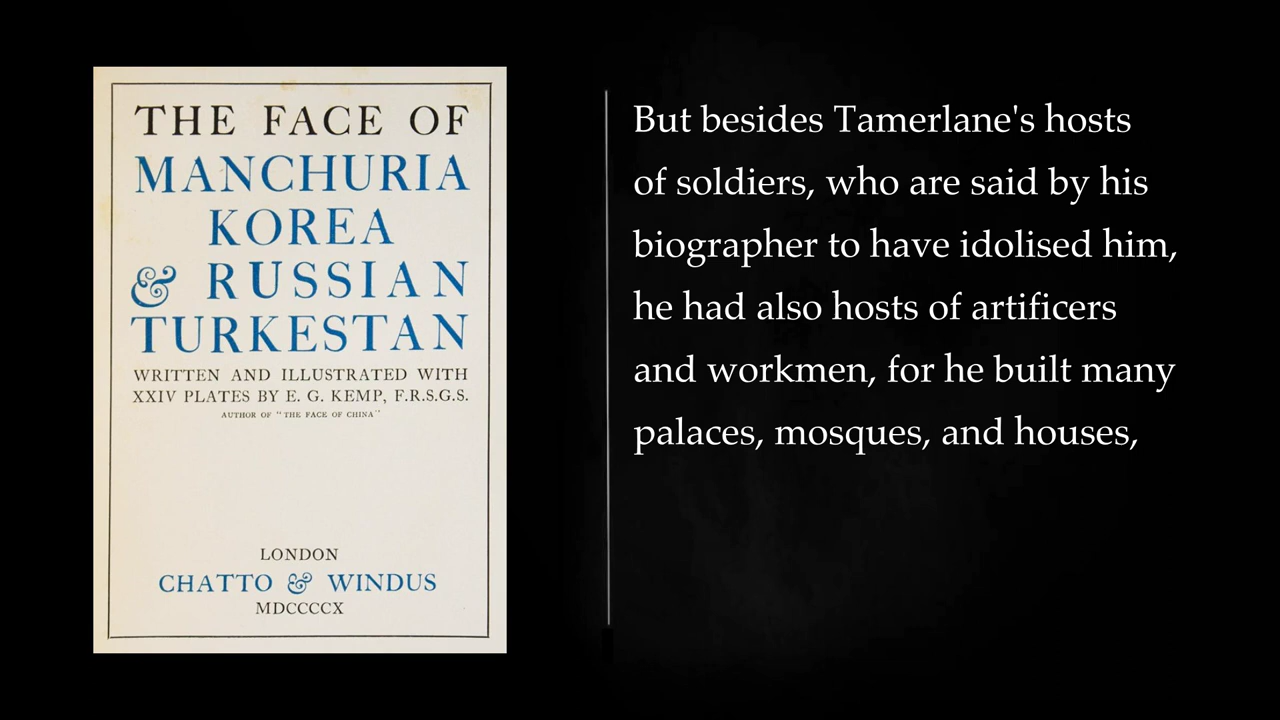 THE FACE OF
MANCHURIA
KOREA
& RUSSIAN
TURKESTAN
WRITTEN AND ILLUSTRATED WITH
XXIV PLATES BY E. G. KEMP, F.R.S.G.S.
AUTHOR OF "THE FACE OF CHINA"
LONDON
CHATTO & WINDUS
MDCCCCX
But besides Tamerlane's hosts
of soldiers, who are said by his
biographer to have idolised him,
he had also hosts of artificers
and workmen, for he built many
palaces, mosques, and houses,